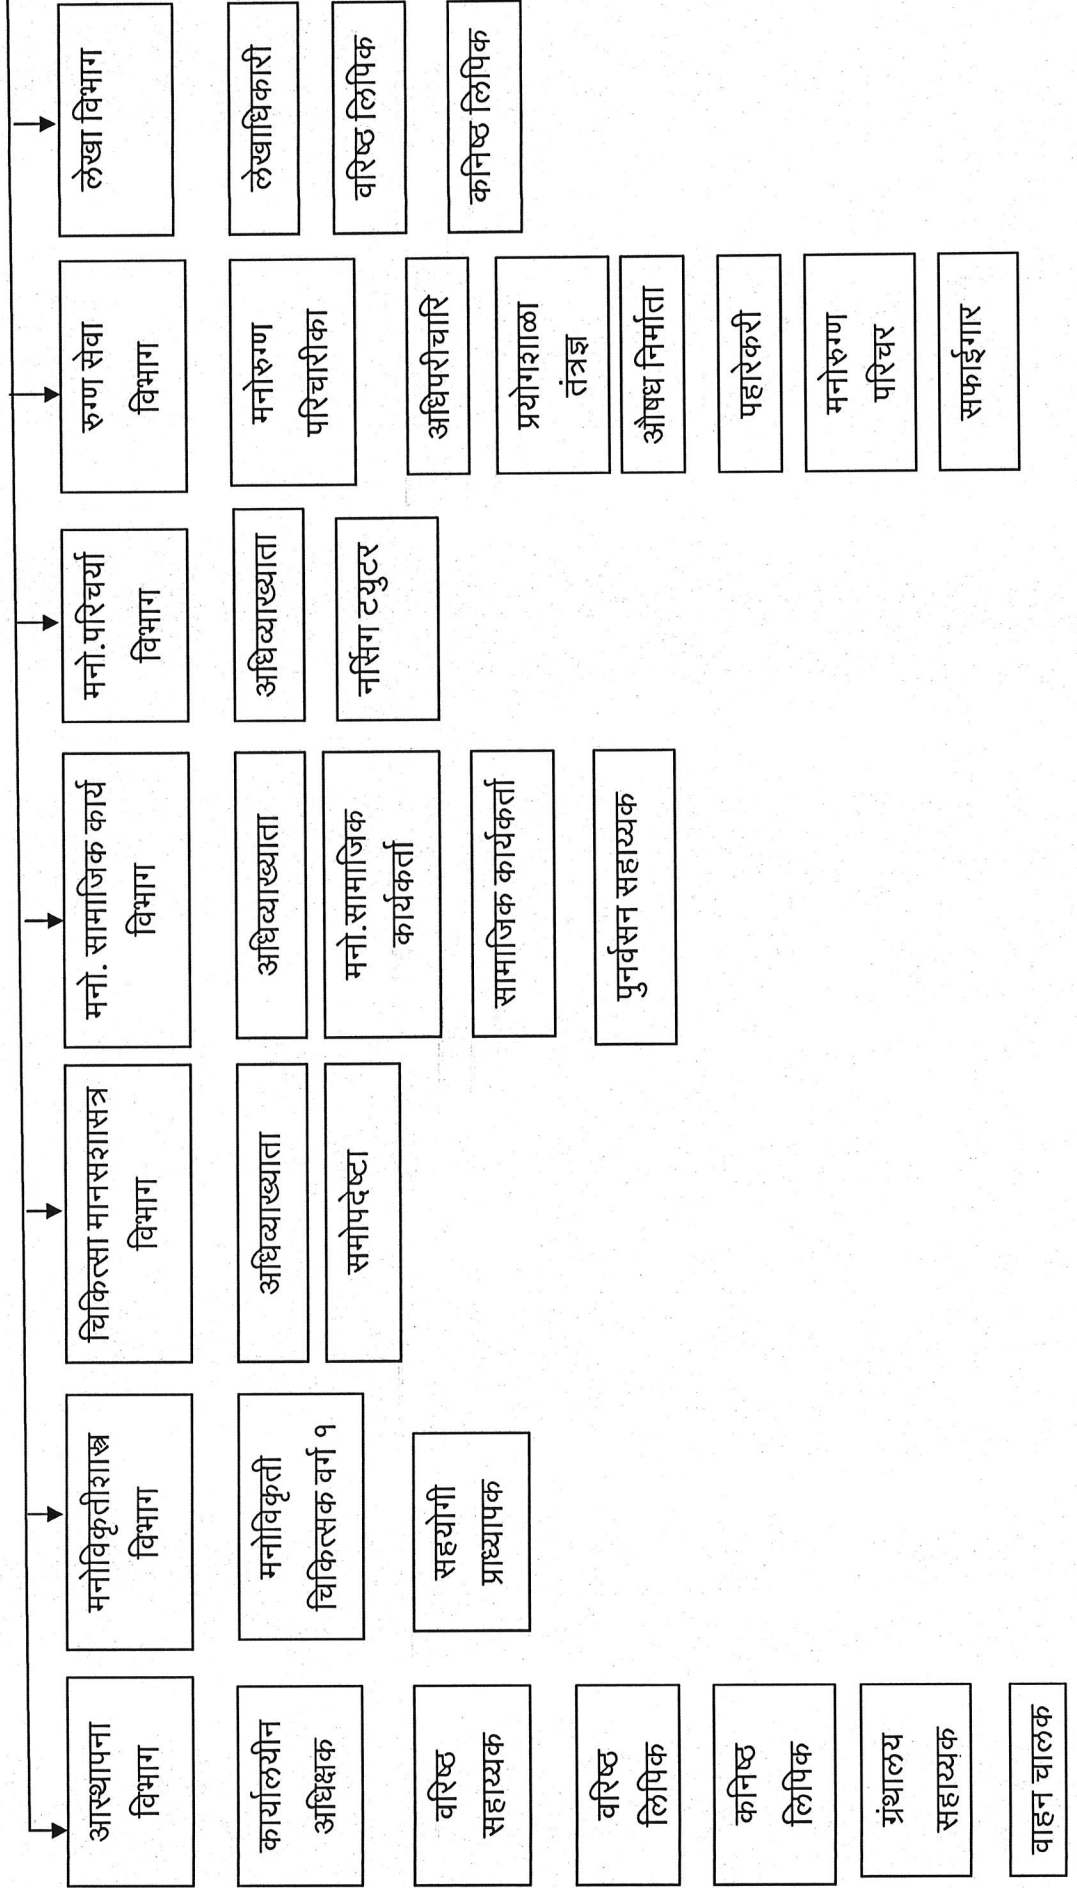 आस्थापना
विभाग
कार्यालयीन
अधिक्षक
वरिष्ठ
सहाय्यक
वरिष्ठ
लिपिक
कनिष्ठ
लिपिक
ग्रंथालय
सहाय्यक
वाहन चालक
मनोविकृतीशास्त्र
विभाग
मनोविकृती
चिकित्सक वर्ग १
सहयोगी
प्राध्यापक
चिकित्सा मानसशासत्र
विभाग
अधिव्याख्याता
समोपदेष्टा
मनो. सामाजिक कार्य
विभाग
अधिव्याख्याता
मनो.सामाजिक
कार्यकर्ता
सामाजिक कार्यकर्ता
पुनर्वसन सहाय्यक
मनो.परिचर्या
विभाग
अधिव्याख्याता
नर्सिंग ट्युटर
रुग्ण सेवा
विभाग
मनोरुग्ण
परिचारीका
अधिपरीचारि
प्रयोगशाळा
तंत्रज्ञ
औषध निर्माता
पहारेकरी
मनोरुग्ण
परिचर
सफाईगार
लेखा विभाग
लेखाधिकारी
वरिष्ठ लिपिक
कनिष्ठ लिपिक